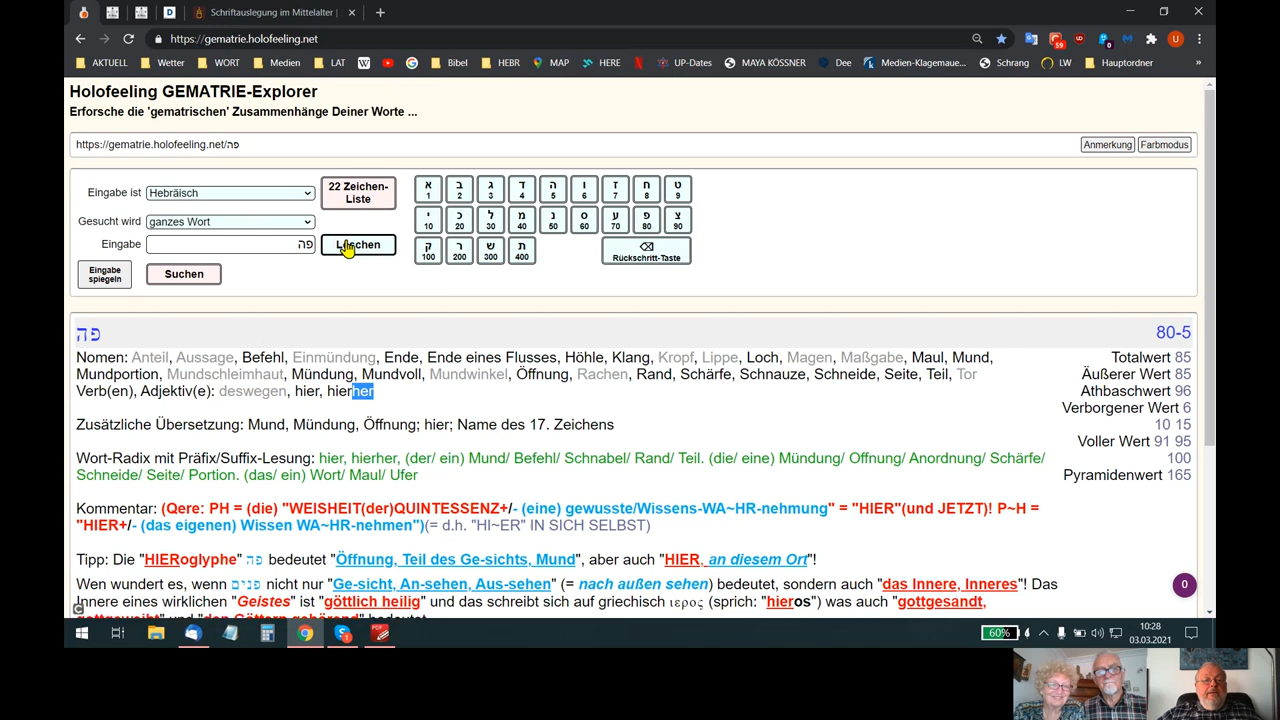 Schriftauslegung im Mittelalter |
https://gematrie.holofeeling.net
AKTUELL Wetter WORT Medien LAT Bibel HEBR MAP HERE UP-Dates MAYA KÖSSNER Dee Medien-Klagemaue... Schrang LW Hauptordner »
Holofeeling GEMATRIE-Explorer
Erforsche die 'gematrischen' Zusammenhänge Deiner Worte ...
https://gematrie.holofeeling.net/פה Anmerkung Farbmodus
Eingabe ist Hebräisch 22 Zeichen-Liste
Gesucht wird ganzes Wort
Eingabe פה
Eingabe spiegeln Suchen
א ב ג ד ה ו ז ח ט
1 2 3 4 5 6 7 8 9
י כ ל מ נ ס ע פ צ
10 20 30 40 50 60 70 80 90
ק ר ש ת
100 200 300 400 Rückschritt-Taste
פה 80-5
Nomen: Anteil, Aussage, Befehl, Einmündung, Ende, Ende eines Flusses, Höhle, Klang, Kropf, Lippe, Loch, Magen, Maßgabe, Maul, Mund,
Mundportion, Mundschleimhaut, Mündung, Mundvoll, Mundwinkel, Öffnung, Rachen, Rand, Schärfe, Schnauze, Schneide, Seite, Teil, Tor
Verb(en), Adjektiv(e): deswegen, hier, hierher
Totalwert 85
Äußerer Wert 85
Athbaschwert 96
Verborgener Wert 6
10 15
Voller Wert 91 95
100
Pyramidenwert 165
Zusätzliche Übersetzung: Mund, Mündung, Öffnung; hier; Name des 17. Zeichens
Wort-Radix mit Präfix/Suffix-Lesung: hier, hierher, (der/ ein) Mund/ Befehl/ Schnabel/ Rand/ Teil. (die/ eine) Mündung/ Öffnung/ Anordnung/ Schärfe/
Schneide/ Seite/ Portion. (das/ ein) Wort/ Maul/ Ufer
Kommentar: (Qere: PH = (die) "WEISHEIT(der)QUINTESSENZ+/- (eine) gewusste/Wissens-WA~HR-nehmung" = "HIER"(und JETZT)! P~H =
"HIER+/- (das eigenen) Wissen WA~HR-nehmen")(= d.h. "HI~ER" IN SICH SELBST)
Tipp: Die "HIERoglyphe" פה bedeutet "Öffnung, Teil des Ge-sichts, Mund", aber auch "HIER, an diesem Ort"!
Wen wundert es, wenn פנים nicht nur "Ge-sicht, An-sehen, Aus-sehen" (= nach außen sehen) bedeutet, sondern auch "das Innere, Inneres"! Das
Innere eines wirklichen "Geistes" ist "göttlich heilig" und das schreibt sich auf griechisch ιερος (sprich: "hieros") was auch "gottgesandt,
0
60% 10:28
03.03.2021